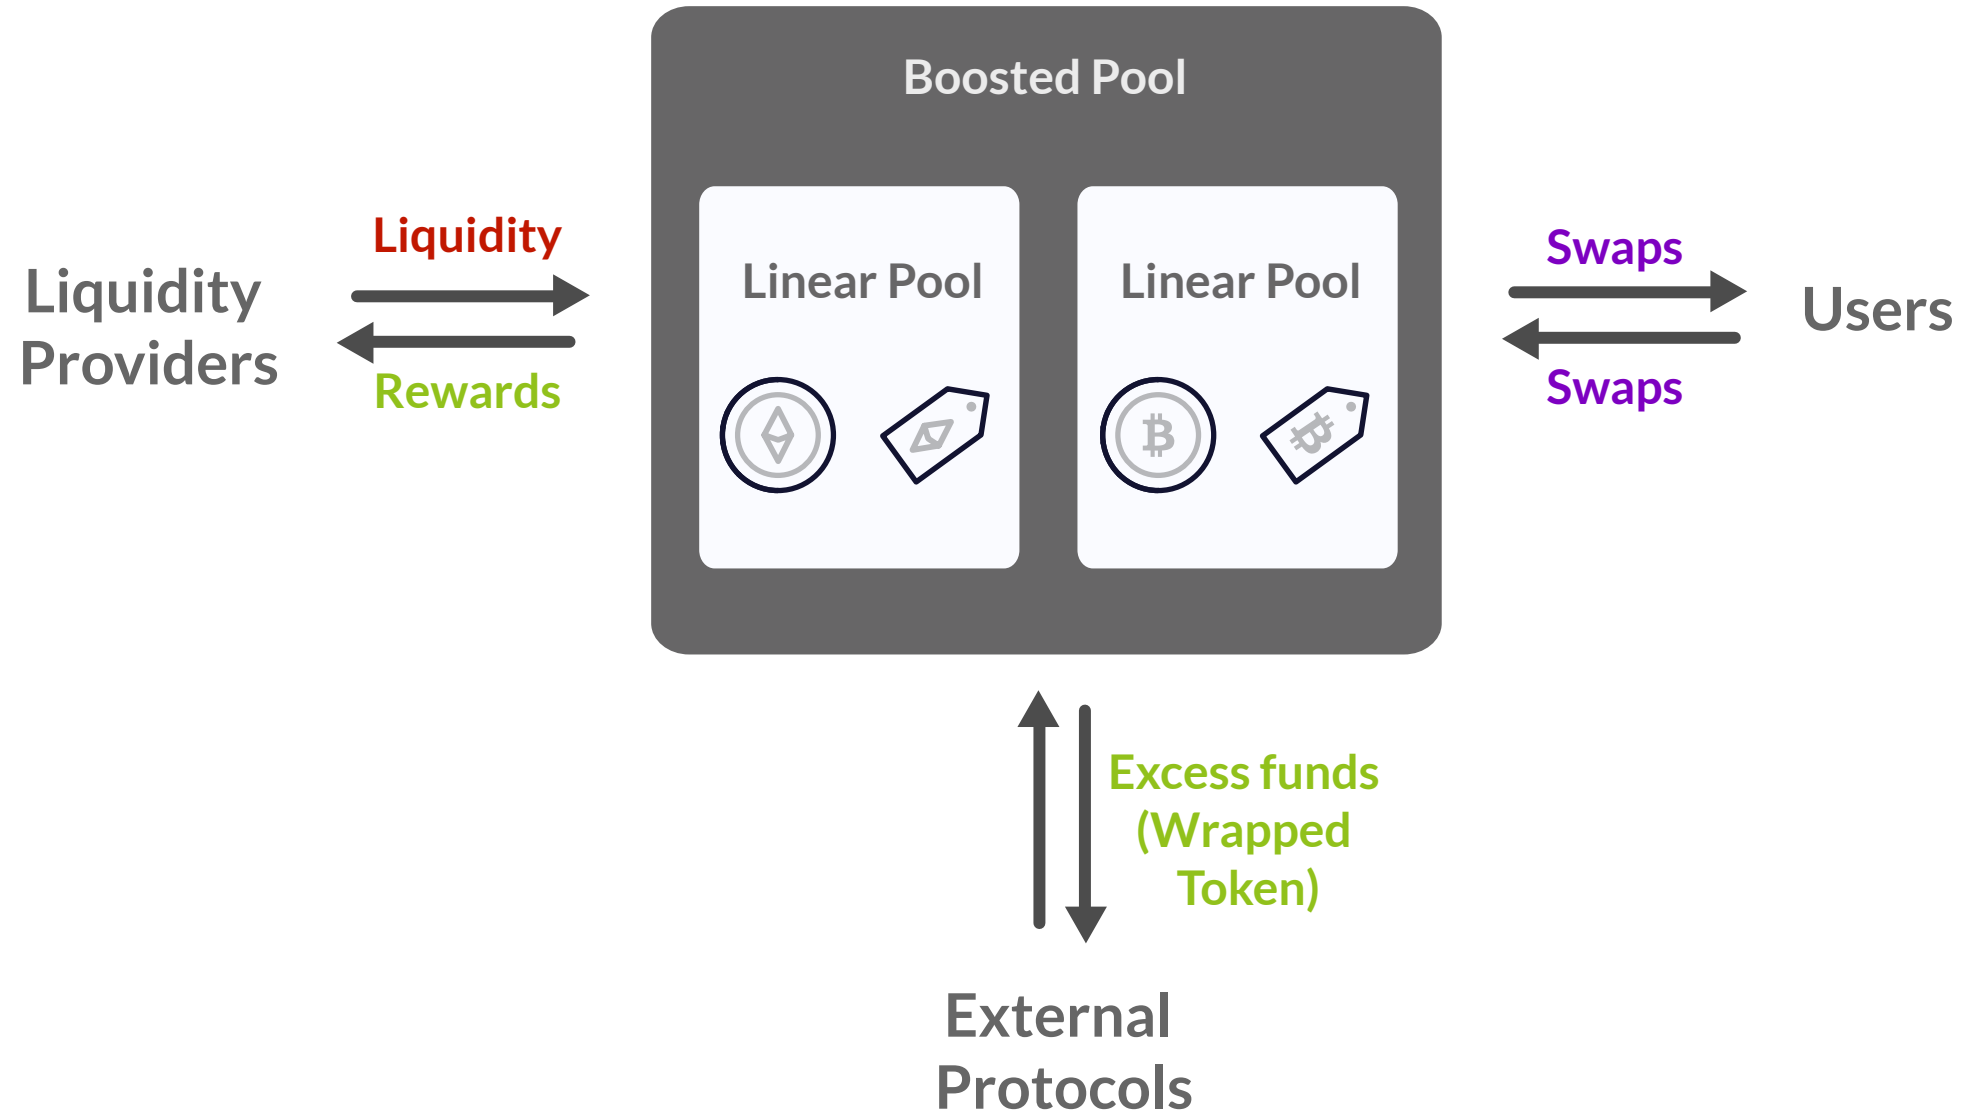 Boosted Pool
Liquidity
Providers
Liquidity
Rewards
Linear Pool
Linear Pool
Swaps
Swaps
Users
Excess funds
(Wrapped
Token)
External
Protocols